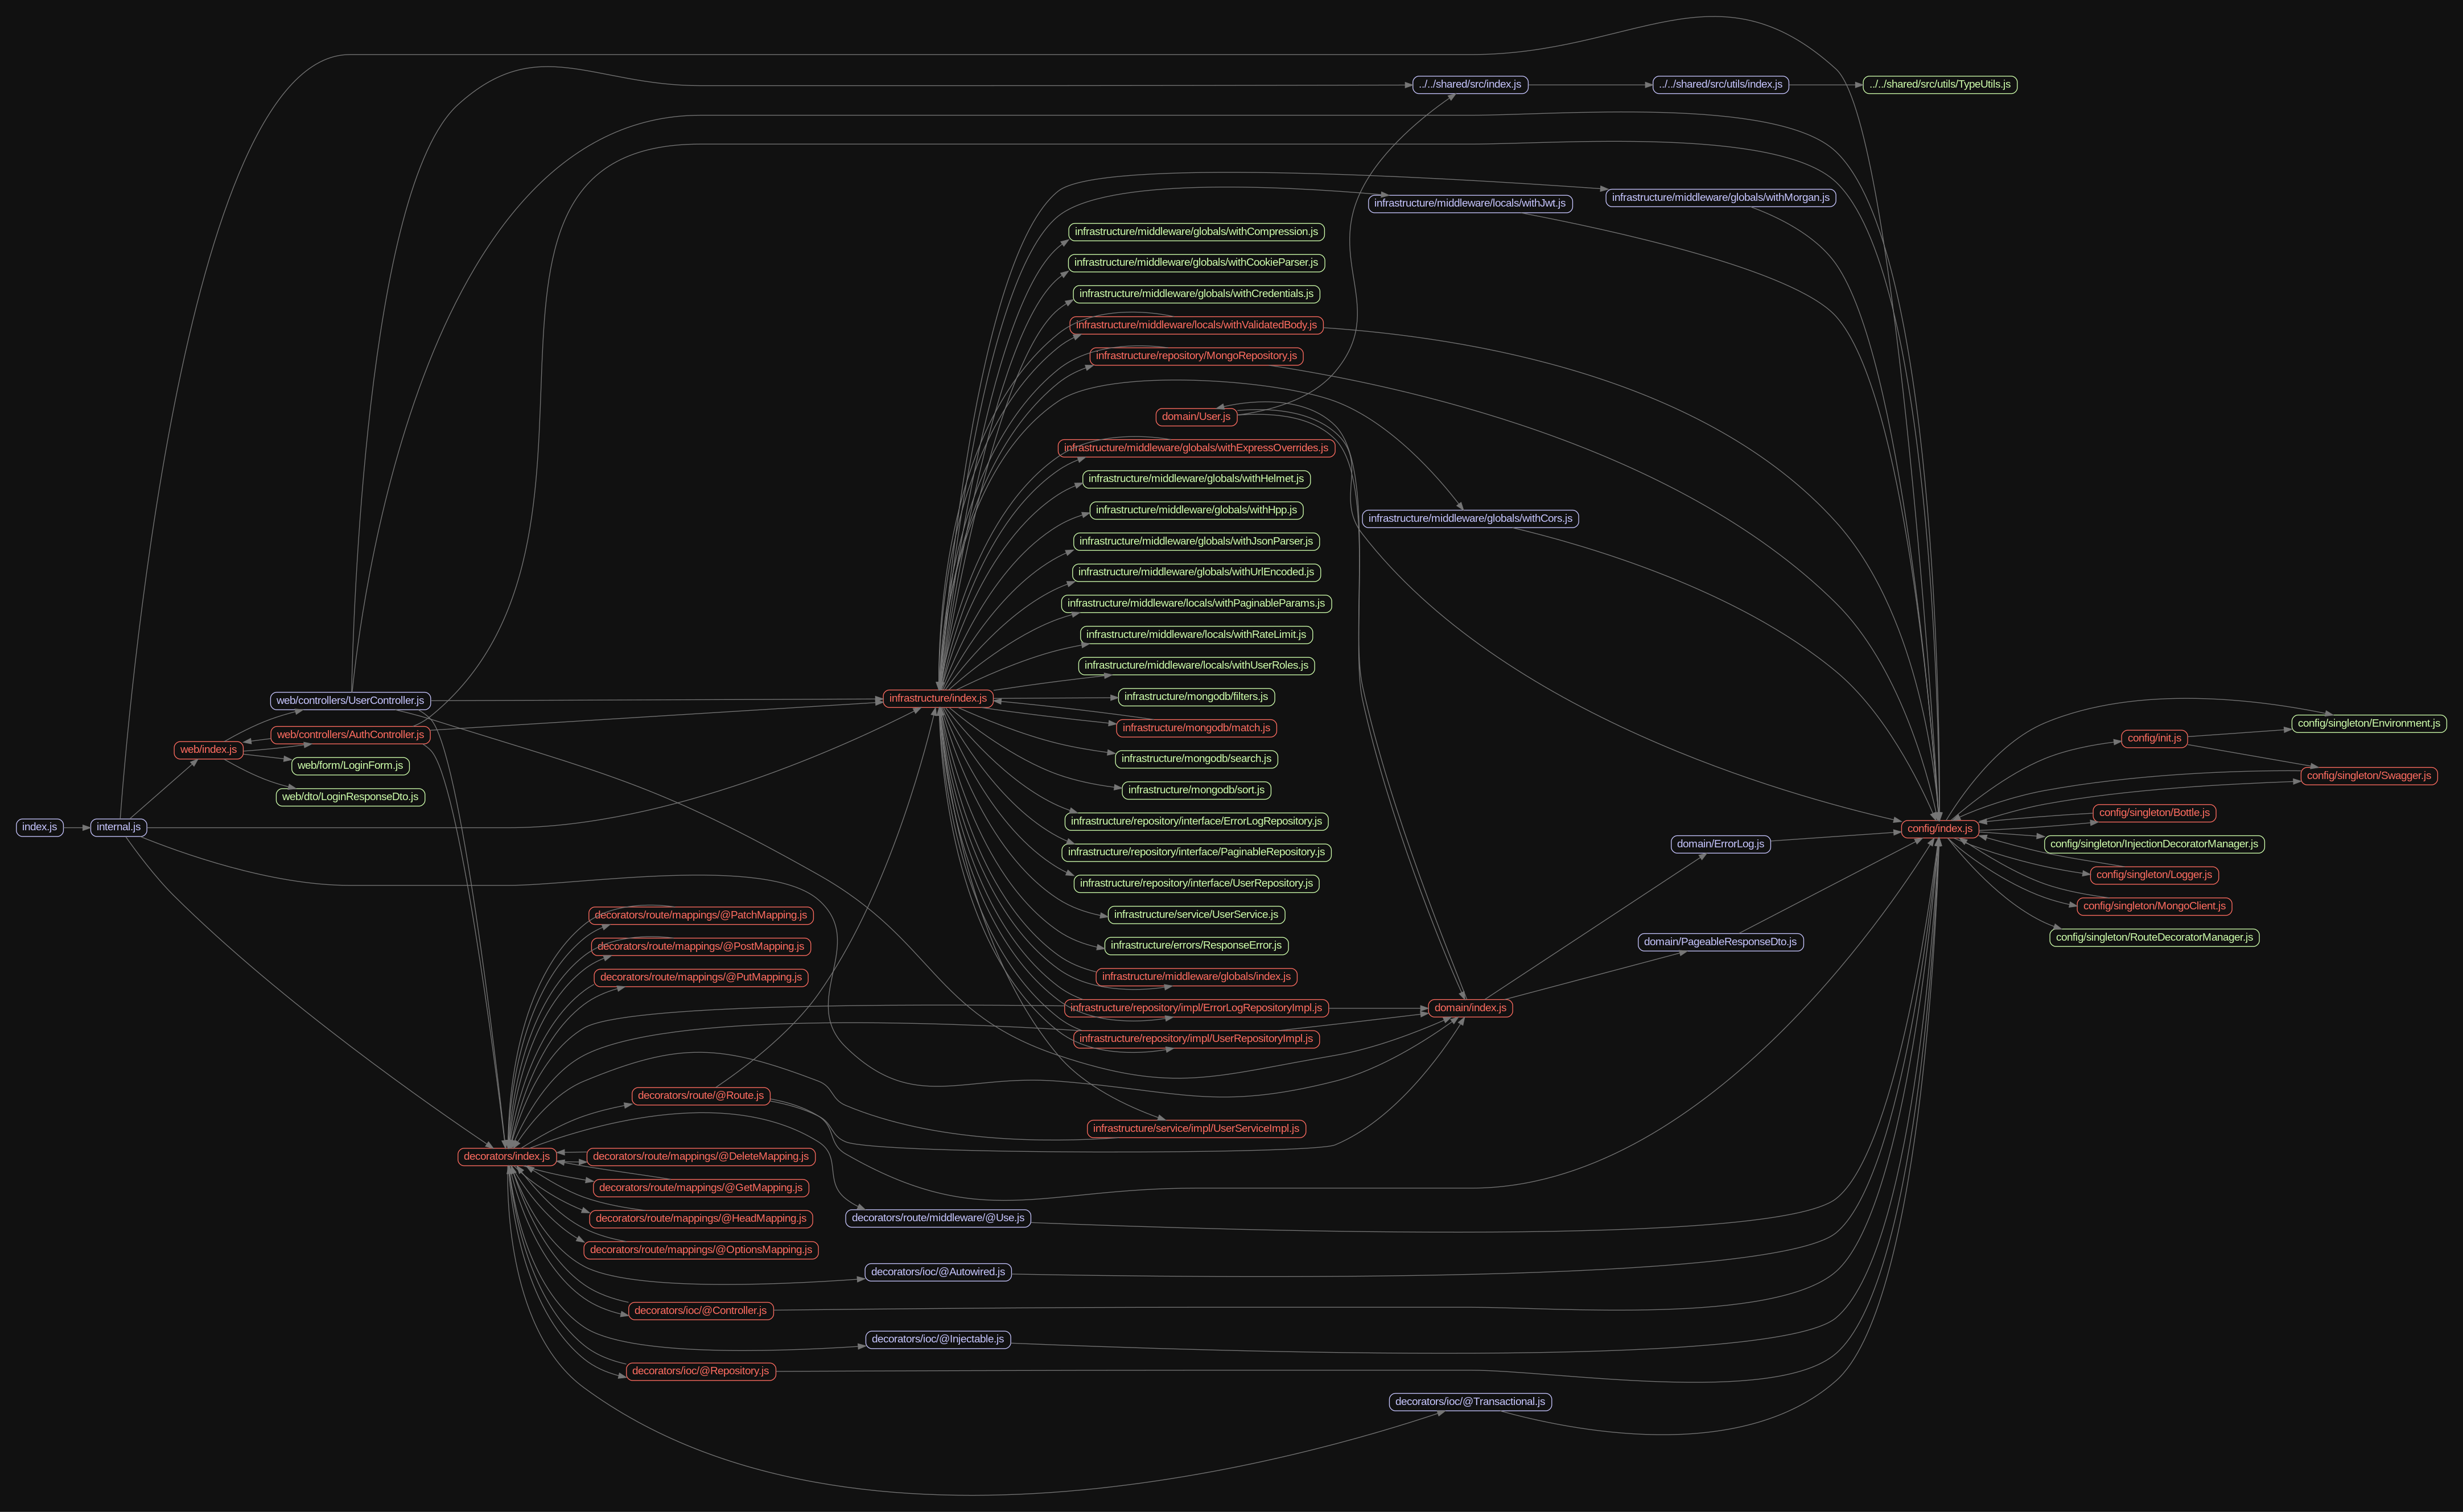 ../../shared/src/index.js
../../shared/src/utils/index.js
../../shared/src/utils/TypeUtils.js
infrastructure/middleware/locals/withJwt.js
infrastructure/middleware/globals/withMorgan.js
infrastructure/middleware/globals/withCompression.js
infrastructure/middleware/globals/withCookieParser.js
infrastructure/middleware/globals/withCredentials.js
infrastructure/middleware/locals/withValidatedBody.js
infrastructure/repository/MongoRepository.js
domain/User.js
infrastructure/middleware/globals/withExpressOverrides.js
infrastructure/middleware/globals/withHelmet.js
infrastructure/middleware/globals/withHpp.js
infrastructure/middleware/globals/withCors.js
infrastructure/middleware/globals/withJsonParser.js
infrastructure/middleware/globals/withUrlEncoded.js
infrastructure/middleware/locals/withPaginableParams.js
infrastructure/middleware/locals/withRateLimit.js
infrastructure/middleware/locals/withUserRoles.js
web/controllers/UserController.js
infrastructure/index.js
infrastructure/mongodb/filters.js
web/controllers/AuthController.js
infrastructure/mongodb/match.js
config/singleton/Environment.js
config/init.js
web/index.js
web/form/LoginForm.js
infrastructure/mongodb/search.js
config/singleton/Swagger.js
web/dto/LoginResponseDto.js
infrastructure/mongodb/sort.js
config/singleton/Bottle.js
index.js
internal.js
infrastructure/repository/interface/ErrorLogRepository.js
config/index.js
domain/ErrorLog.js
config/singleton/InjectionDecoratorManager.js
infrastructure/repository/interface/PaginableRepository.js
config/singleton/Logger.js
infrastructure/repository/interface/UserRepository.js
config/singleton/MongoClient.js
decorators/route/mappings/@PatchMapping.js
infrastructure/service/UserService.js
config/singleton/RouteDecoratorManager.js
decorators/route/mappings/@PostMapping.js
infrastructure/errors/ResponseError.js
domain/PageableResponseDto.js
decorators/route/mappings/@PutMapping.js
infrastructure/middleware/globals/index.js
infrastructure/repository/impl/ErrorLogRepositoryImpl.js
domain/index.js
infrastructure/repository/impl/UserRepositoryImpl.js
decorators/route/@Route.js
infrastructure/service/impl/UserServiceImpl.js
decorators/index.js
decorators/route/mappings/@DeleteMapping.js
decorators/route/mappings/@GetMapping.js
decorators/route/mappings/@HeadMapping.js
decorators/route/middleware/@Use.js
decorators/route/mappings/@OptionsMapping.js
decorators/ioc/@Autowired.js
decorators/ioc/@Controller.js
decorators/ioc/@Injectable.js
decorators/ioc/@Repository.js
decorators/ioc/@Transactional.js